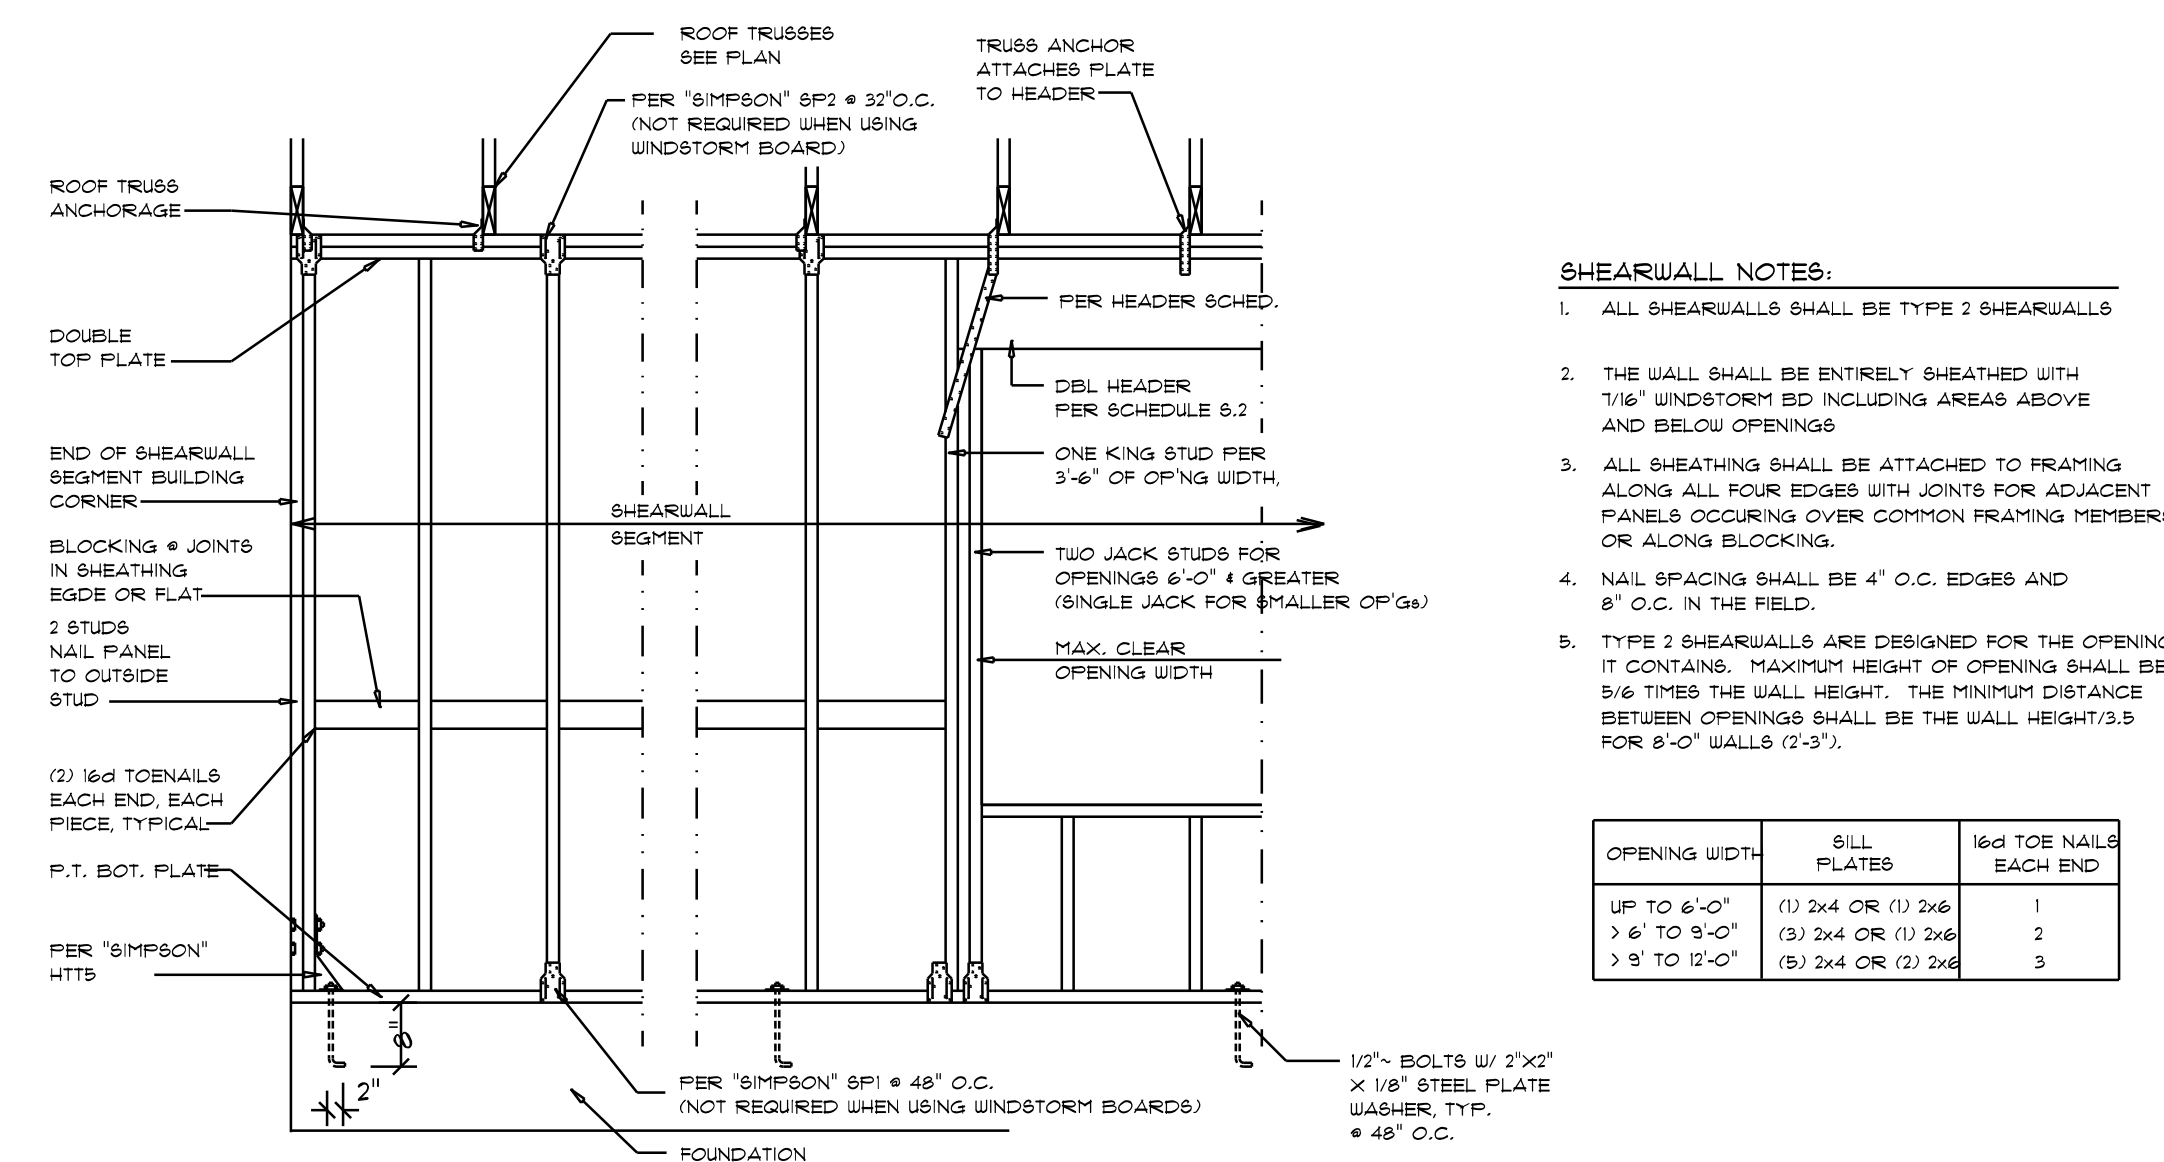 ROOF TRUSSES
SEE PLAN
PER "SIMPSON" SP2 @ 32"O.C.
(NOT REQUIRED WHEN USING
WINDSTORM BOARD)
TRUSS ANCHOR
ATTACHES PLATE
TO HEADER
ROOF TRUSS
ANCHORAGE
DOUBLE
TOP PLATE
END OF SHEARWALL
SEGMENT BUILDING
CORNER
BLOCKING @ JOINTS
IN SHEATHING
EGDE OR FLAT
2 STUDS
NAIL PANEL
TO OUTSIDE
STUD
(2) 16d TOENAILS
EACH END, EACH
PIECE, TYPICAL
P.T. BOT. PLATE
PER "SIMPSON"
HTT5
SHEARWALL
SEGMENT
PER HEADER SCHED.
DBL HEADER
PER SCHEDULE S.2
ONE KING STUD PER
3'-6" OF OP'NG WIDTH,
TWO JACK STUDS FOR
OPENINGS 6'-0" & GREATER
(SINGLE JACK FOR SMALLER OP'Gs)
MAX. CLEAR
OPENING WIDTH
8"
2"
PER "SIMPSON" SP1 @ 48" O.C.
(NOT REQUIRED WHEN USING WINDSTORM BOARDS)
FOUNDATION
1/2"~ BOLTS W/ 2"X2"
X 1/8" STEEL PLATE
WASHER, TYP.
@ 48" O.C.
SHEARWALL NOTES:
1. ALL SHEARWALLS SHALL BE TYPE 2 SHEARWALLS
2. THE WALL SHALL BE ENTIRELY SHEATHED WITH
7/16" WINDSTORM BD INCLUDING AREAS ABOVE
AND BELOW OPENINGS
3. ALL SHEATHING SHALL BE ATTACHED TO FRAMING
ALONG ALL FOUR EDGES WITH JOINTS FOR ADJACENT
PANELS OCCURING OVER COMMON FRAMING MEMBERS
OR ALONG BLOCKING.
4. NAIL SPACING SHALL BE 4" O.C. EDGES AND
8" O.C. IN THE FIELD.
5. TYPE 2 SHEARWALLS ARE DESIGNED FOR THE OPENING
IT CONTAINS. MAXIMUM HEIGHT OF OPENING SHALL BE
5/6 TIMES THE WALL HEIGHT. THE MINIMUM DISTANCE
BETWEEN OPENINGS SHALL BE THE WALL HEIGHT/3.5
FOR 8'-0" WALLS (2'-3").
OPENING WIDTH
SILL
PLATES
16d TOE NAILS
EACH END
UP TO 6'-0" (1) 2x4 OR (1) 2x6 1
> 6' TO 9'-0" (3) 2x4 OR (1) 2x6 2
> 9' TO 12'-0" (5) 2x4 OR (2) 2x6 3